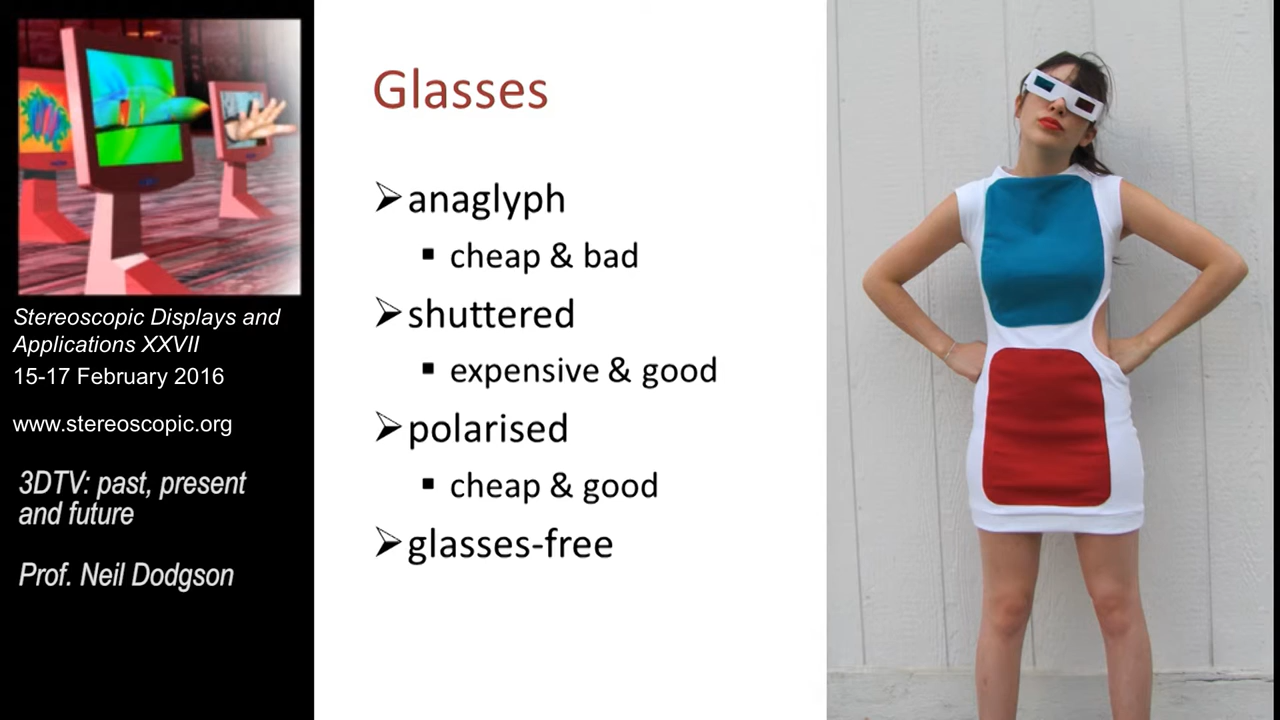 Stereoscopic Displays and
Applications XXVII
15-17 February 2016
www.stereoscopic.org
3DTV: past, present
and future
Prof. Neil Dodgson
Glasses
anaglyph
cheap & bad
shuttered
expensive & good
polarised
cheap & good
glasses-free